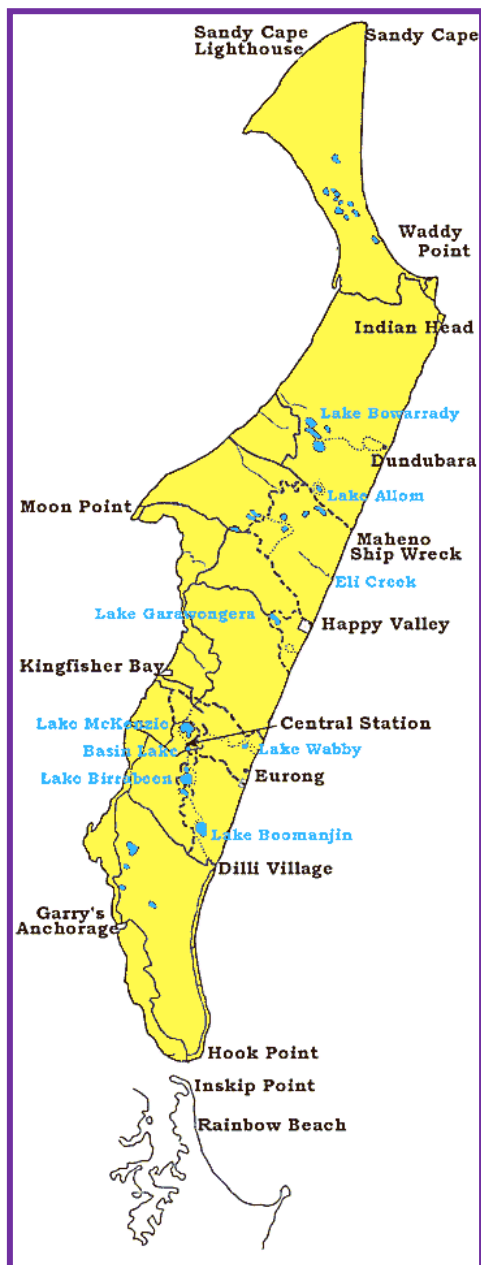 Sandy Cape
Lighthouse
Sandy Cape
Waddy
Point
Indian Head
Lake Bowarrady
Dundubara
Lake Allom
Moon Point
Maheno
Ship Wreck
Eli Creek
Lake Garawongera
Happy Valley
Kingfisher Bay
Lake McKenzie
Central Station
Basin Lake
Lake Wabby
Lake Birrabeen
Eurong
Lake Boomanjin
Dilli Village
Garry's
Anchorage
Hook Point
Inskip Point
Rainbow Beach